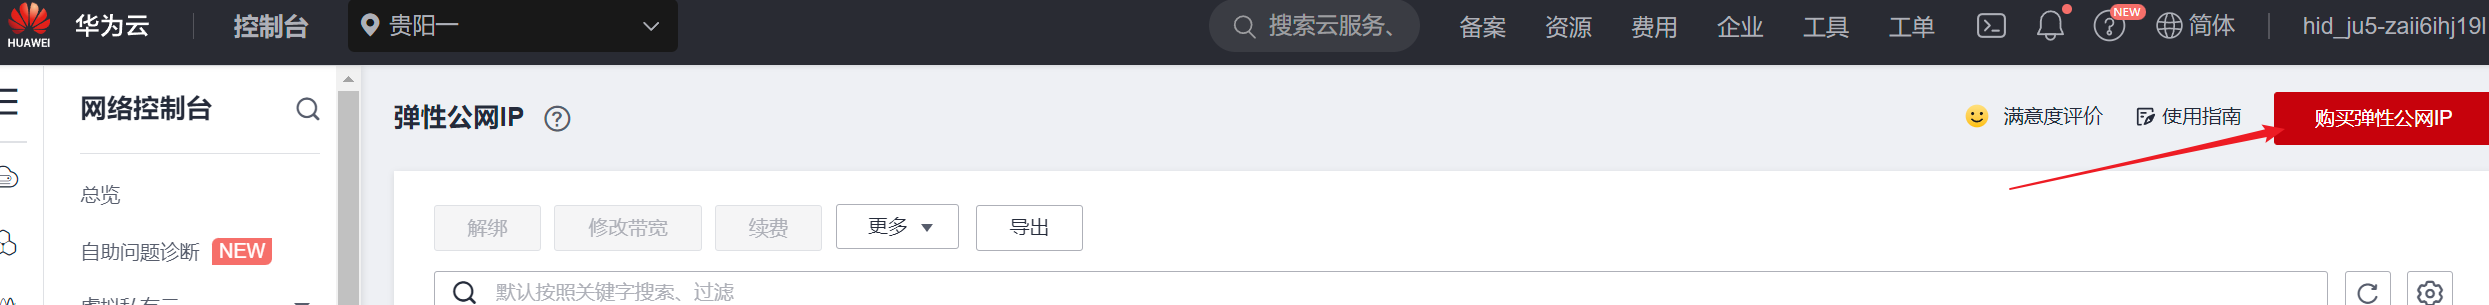 HUAWEI
华为云
控制台
贵阳一
搜索云服务、
备案
资源
费用
企业
工具
工单
NEW
简体
hid_ju5-zaii6ihj19l
网络控制台
弹性公网IP
满意度评价
使用指南
购买弹性公网IP
总览
解绑
修改带宽
续费
更多
导出
自助问题诊断 NEW
默认按照关键字搜索、过滤